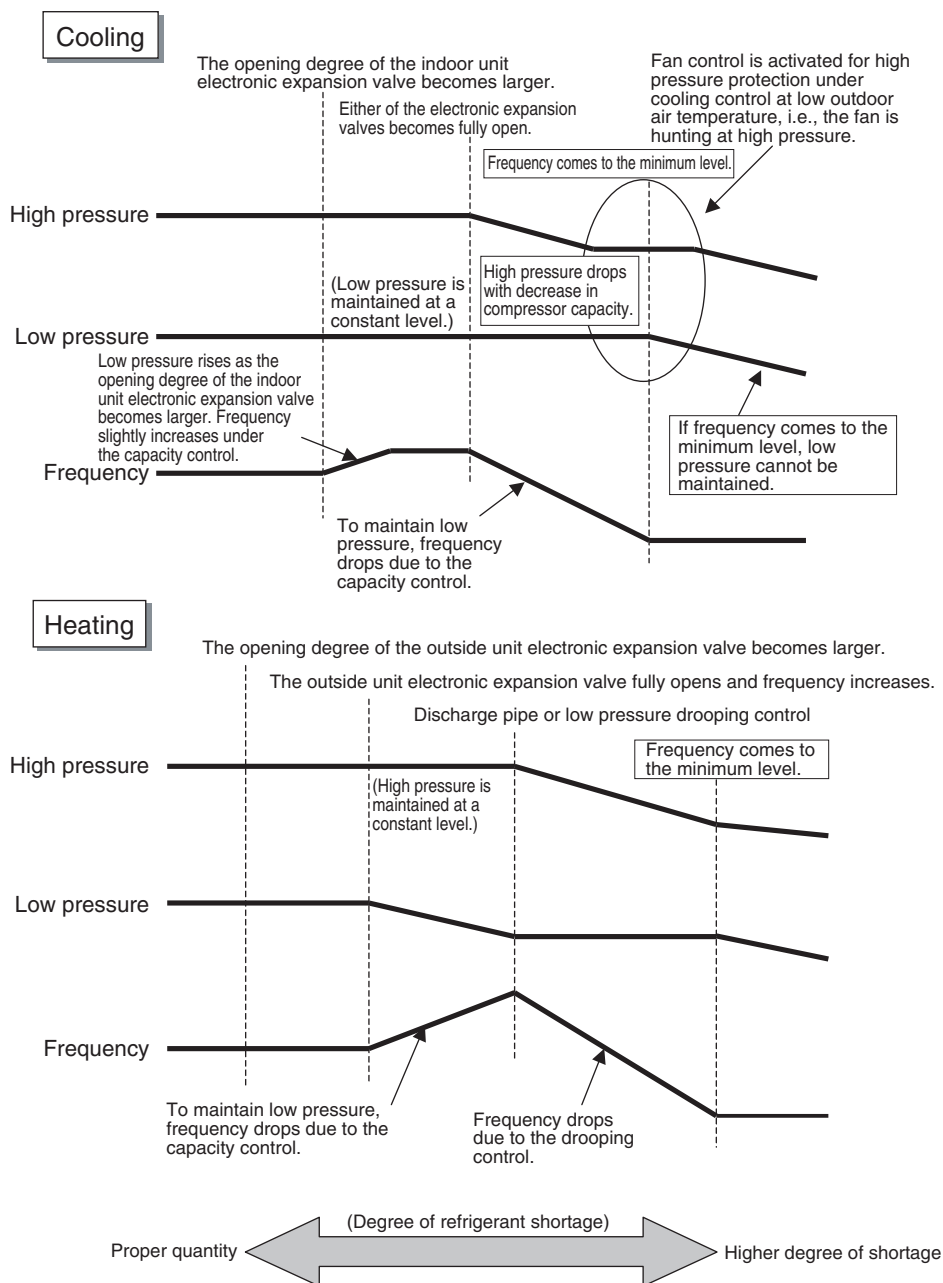 Cooling
The opening degree of the indoor unit
electronic expansion valve becomes larger.
Either of the electronic expansion
valves becomes fully open.
Fan control is activated for high
pressure protection under
cooling control at low outdoor
air temperature, i.e., the fan is
hunting at high pressure.
Frequency comes to the minimum level.
High pressure
(Low pressure is
maintained at a
constant level.)
High pressure drops
with decrease in
compressor capacity.
Low pressure
Low pressure rises as the
opening degree of the indoor
unit electronic expansion valve
becomes larger. Frequency
slightly increases under
the capacity control.
If frequency comes to the
minimum level, low
pressure cannot be
maintained.
Frequency
To maintain low
pressure, frequency
drops due to the
capacity control.
Heating
The opening degree of the outside unit electronic expansion valve becomes larger.
The outside unit electronic expansion valve fully opens and frequency increases.
Discharge pipe or low pressure drooping control
Frequency comes to
the minimum level.
High pressure
(High pressure is
maintained at a
constant level.)
Low pressure
Frequency
To maintain low pressure,
frequency drops due to the
capacity control.
Frequency drops
due to the drooping
control.
(Degree of refrigerant shortage)
Proper quantity
Higher degree of shortage